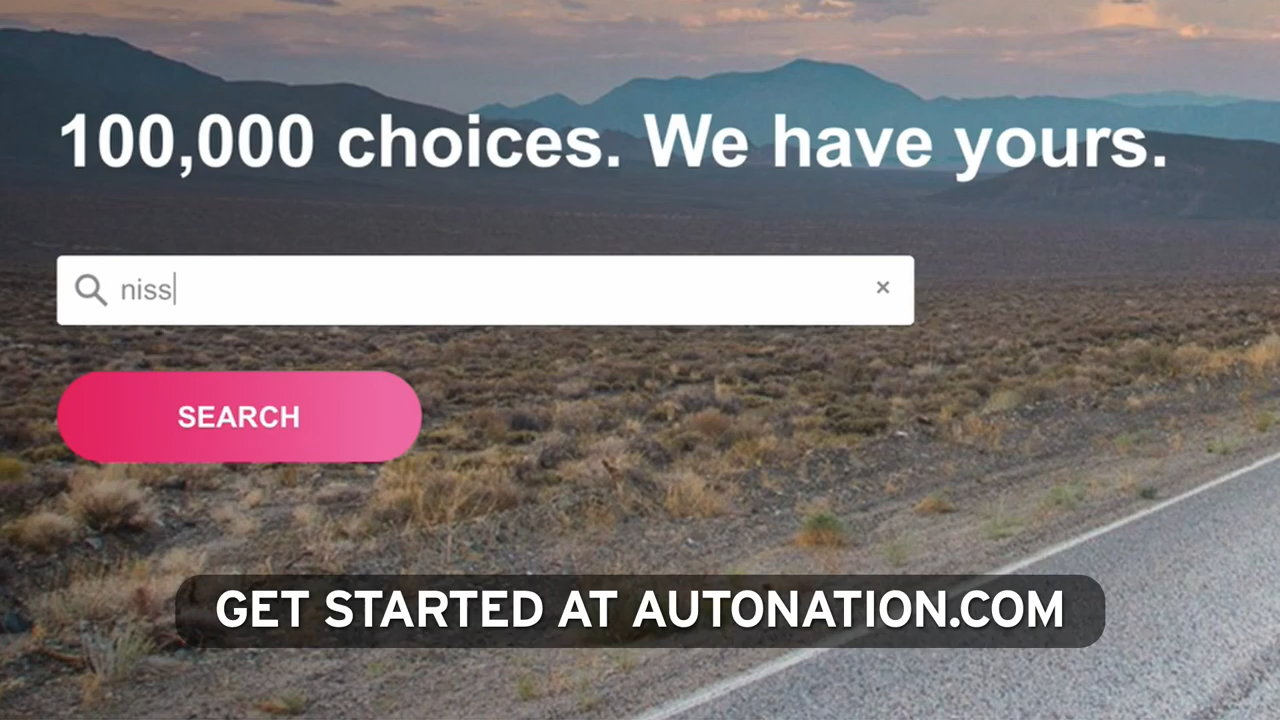 100,000 choices. We have yours.
niss
×
SEARCH
GET STARTED AT AUTONATION.COM